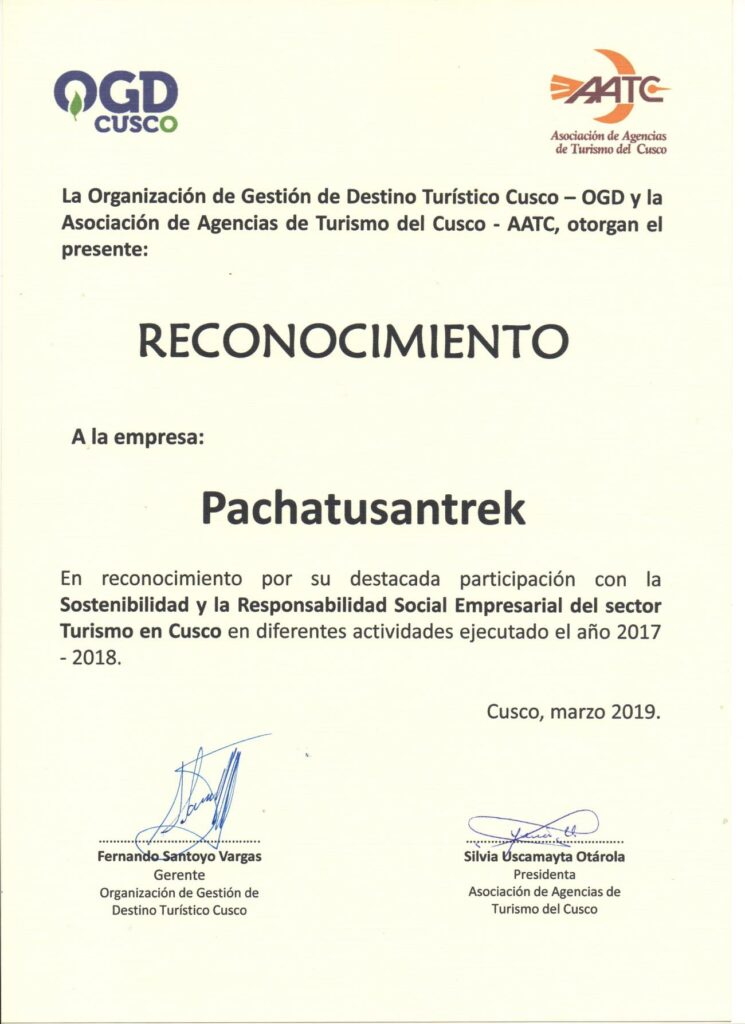 OGD
CUSCO
AATC
Asociación de Agencias
de Turismo del Cusco
La Organización de Gestión de Destino Turístico Cusco – OGD y la
Asociación de Agencias de Turismo del Cusco - AATC, otorgan el
presente:
RECONOCIMIENTO
A la empresa:
Pachatusantrek
En reconocimiento por su destacada participación con la
Sostenibilidad y la Responsabilidad Social Empresarial del sector
Turismo en Cusco en diferentes actividades ejecutado el año 2017
- 2018.
Cusco, marzo 2019.
Fernando Santoyo Vargas
Gerente
Organización de Gestión de
Destino Turístico Cusco
Silvia Uscamayta Otárola
Presidenta
Asociación de Agencias de
Turismo del Cusco